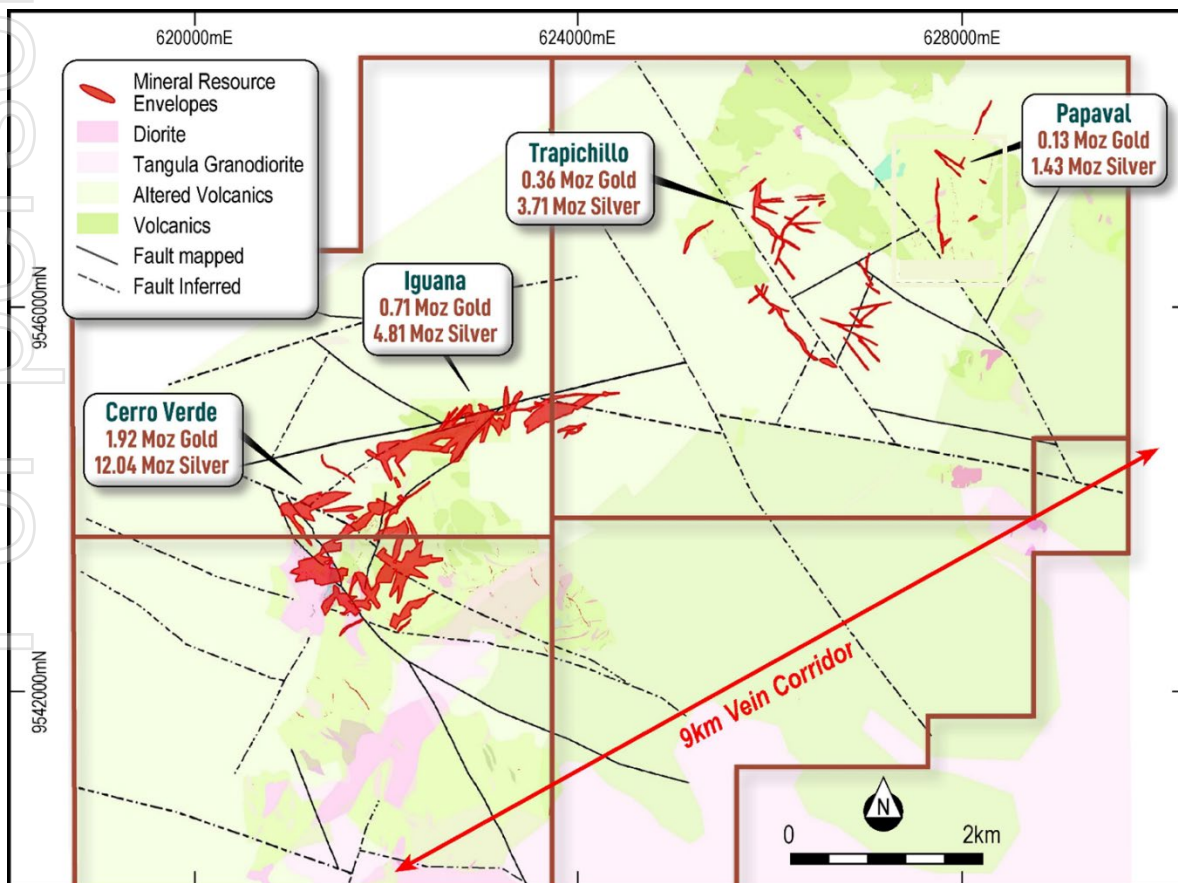 620000mE
624000mE
628000mE
Mineral Resource
Envelopes
Diorite
Tangula Granodiorite
Altered Volcanics
Volcanics
Fault mapped
Fault Inferred
Papaval
0.13 Moz Gold
1.43 Moz Silver
Trapichillo
0.36 Moz Gold
3.71 Moz Silver
Iguana
0.71 Moz Gold
4.81 Moz Silver
Cerro Verde
1.92 Moz Gold
12.04 Moz Silver
9546000mN
9542000mN
9km Vein Corridor
N
0
2km